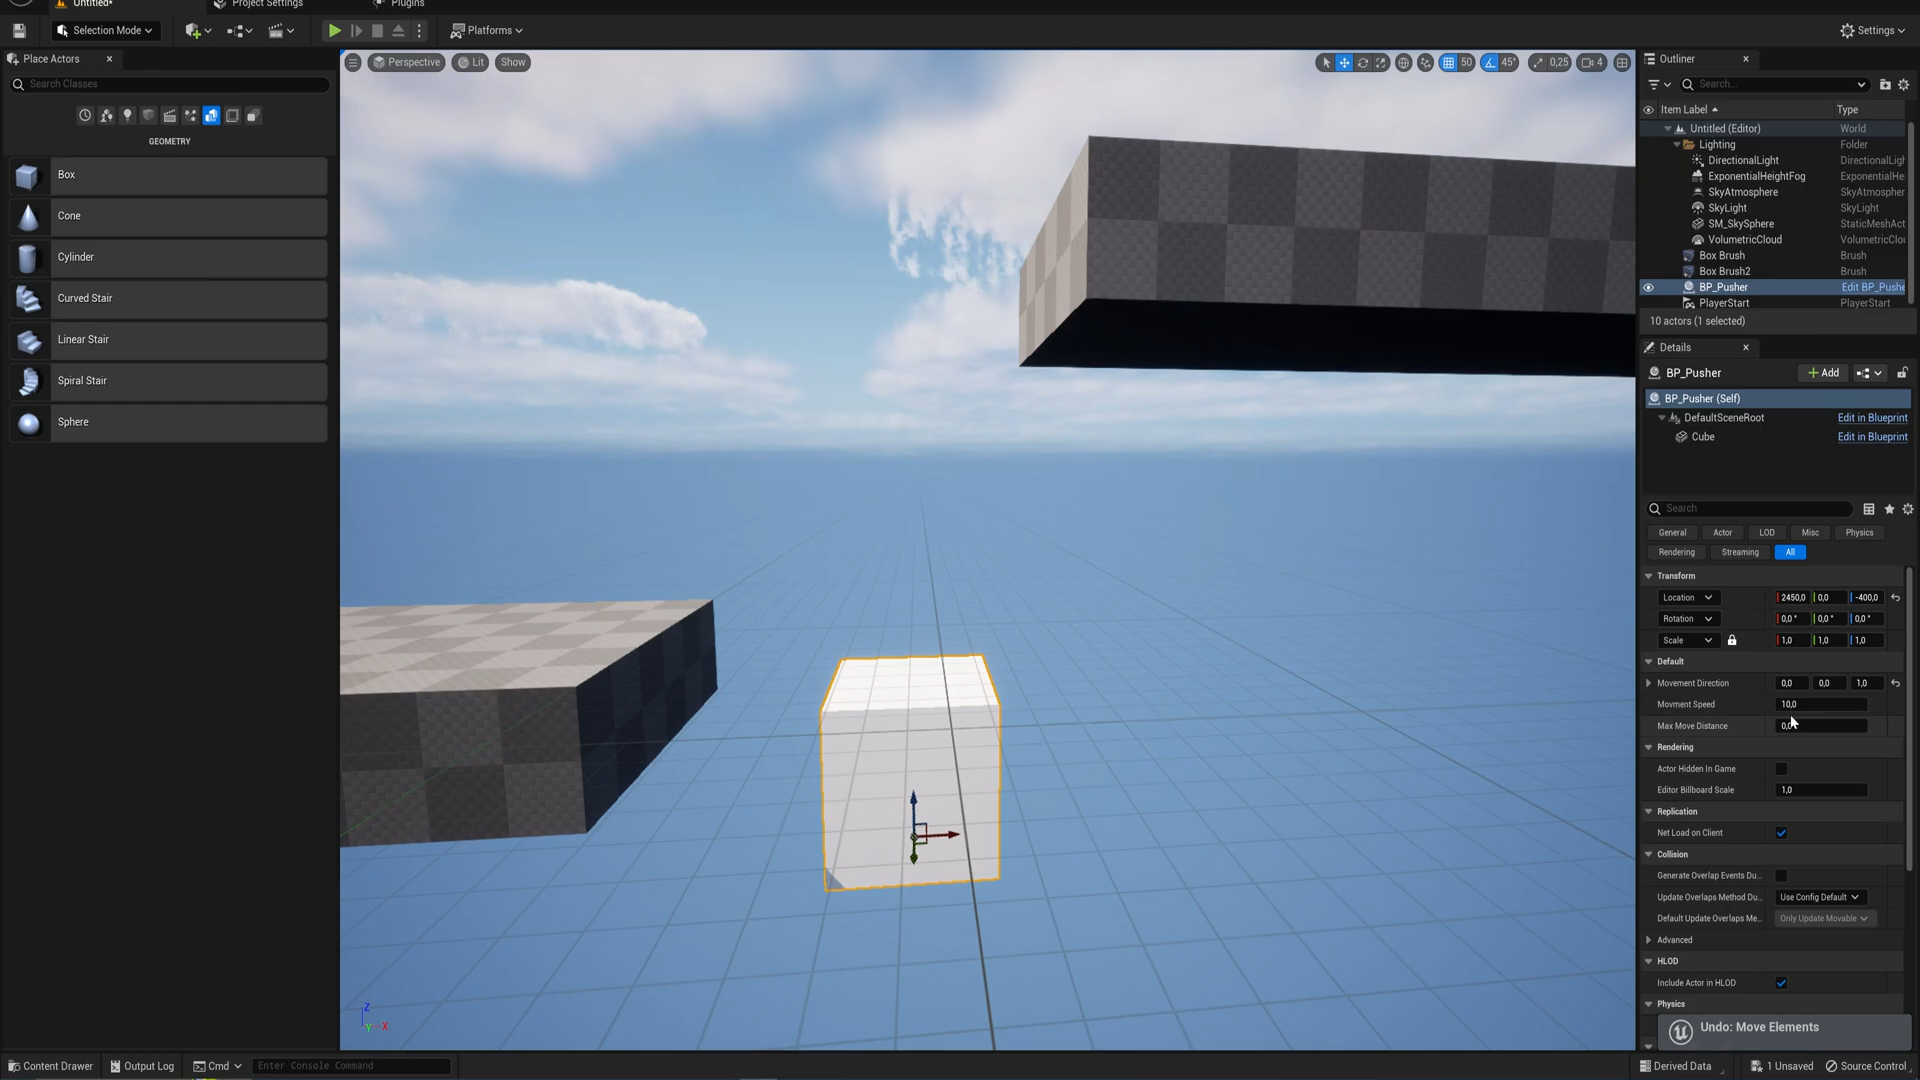 Untitled*
Project Settings
Plugins
Selection Mode
Platforms
Settings
Place Actors
Search Classes
GEOMETRY
Box
Cone
Cylinder
Curved Stair
Linear Stair
Spiral Stair
Sphere
Perspective
Lit
Show
50
45°
0,25
4
Outliner
Search...
Item Label
Type
Untitled (Editor)
World
Lighting
Folder
DirectionalLight
DirectionalLigh
ExponentialHeightFog
ExponentialHe
SkyAtmosphere
SkyAtmospher
SkyLight
SkyLight
SM_SkySphere
StaticMeshAct
VolumetricCloud
VolumetricClou
Box Brush
Brush
Box Brush2
Brush
BP_Pusher
Edit BP_Pushe
PlayerStart
PlayerStart
10 actors (1 selected)
Details
BP_Pusher
Add
BP_Pusher (Self)
DefaultSceneRoot
Edit in Blueprint
Cube
Edit in Blueprint
Search
General
Actor
LOD
Misc
Physics
Rendering
Streaming
All
Transform
Location
2450,0
0,0
-400,0
Rotation
0,0 °
0,0 °
0,0 °
Scale
1,0
1,0
1,0
Default
Movement Direction
0,0
0,0
1,0
Movment Speed
10,0
Max Move Distance
0,0
Rendering
Actor Hidden In Game
Editor Billboard Scale
1,0
Replication
Net Load on Client
Collision
Generate Overlap Events Du...
Update Overlaps Method Du...
Use Config Default
Default Update Overlaps Me...
Only Update Movable
Advanced
HLOD
Include Actor in HLOD
Physics
Undo: Move Elements
Z
Y
X
Content Drawer
Output Log
Cmd
Enter Console Command
Derived Data
1 Unsaved
Source Control